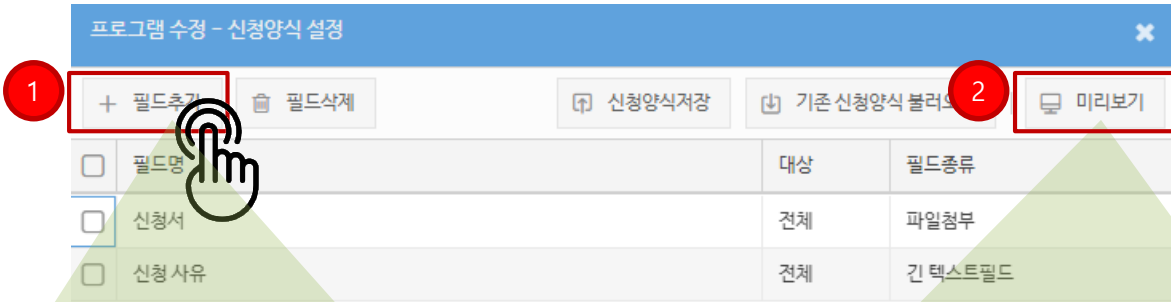 프로그램 수정 - 신청양식 설정
1 필드추가 필드삭제 신청양식저장 기존 신청양식 2 미리보기
필드명 대상 필드종류
신청서 전체 파일첨부
신청 사유 전체 긴 텍스트필드